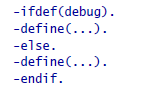 -ifdef(debug).
-define(...).
-else.
-define(...).
-endif.